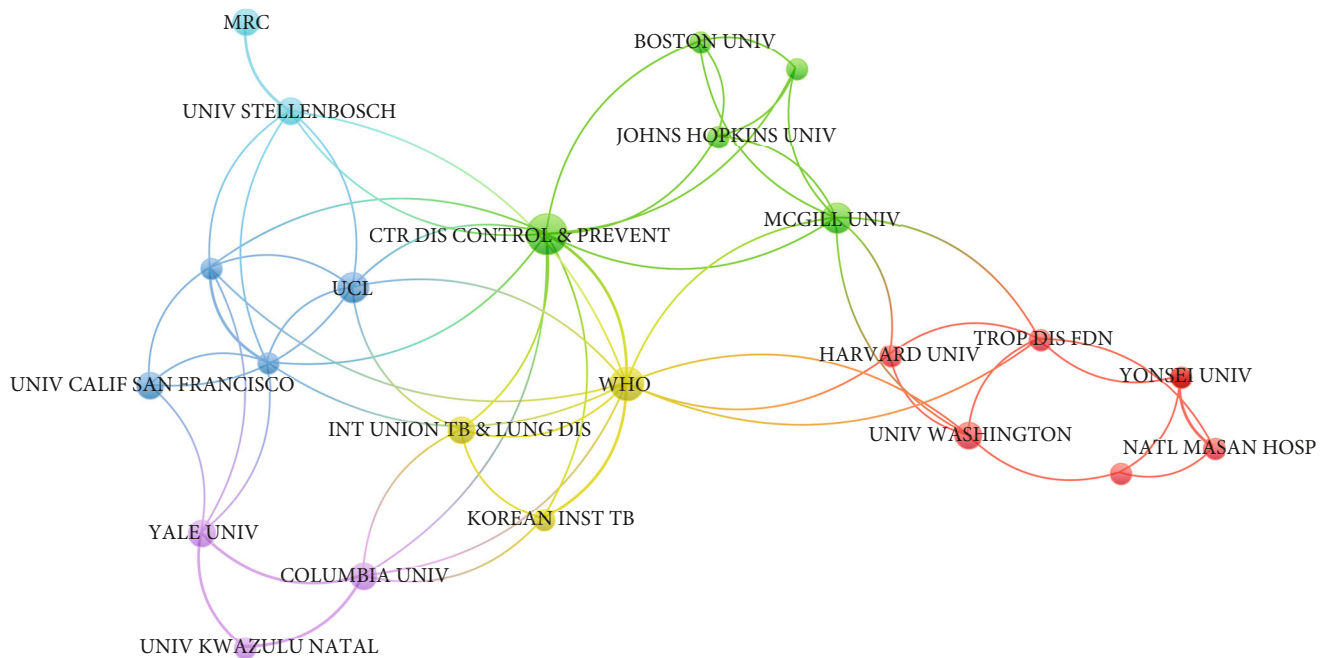 MRC
BOSTON UNIV
UNIV STELLENBOSCH
JOHNS HOPKINS UNIV
MCGILL UNIV
CTR DIS CONTROL & PREVENT
UCL
TROP DIS FDN
HARVARD UNIV
YONSEI UNIV
UNIV CALIF SAN FRANCISCO
WHO
INT UNION TB & LUNG DIS
UNIV WASHINGTON
NATL MASAN HOSP
KOREAN INST TB
YALE UNIV
COLUMBIA UNIV
UNIV KWAZULU NATAL